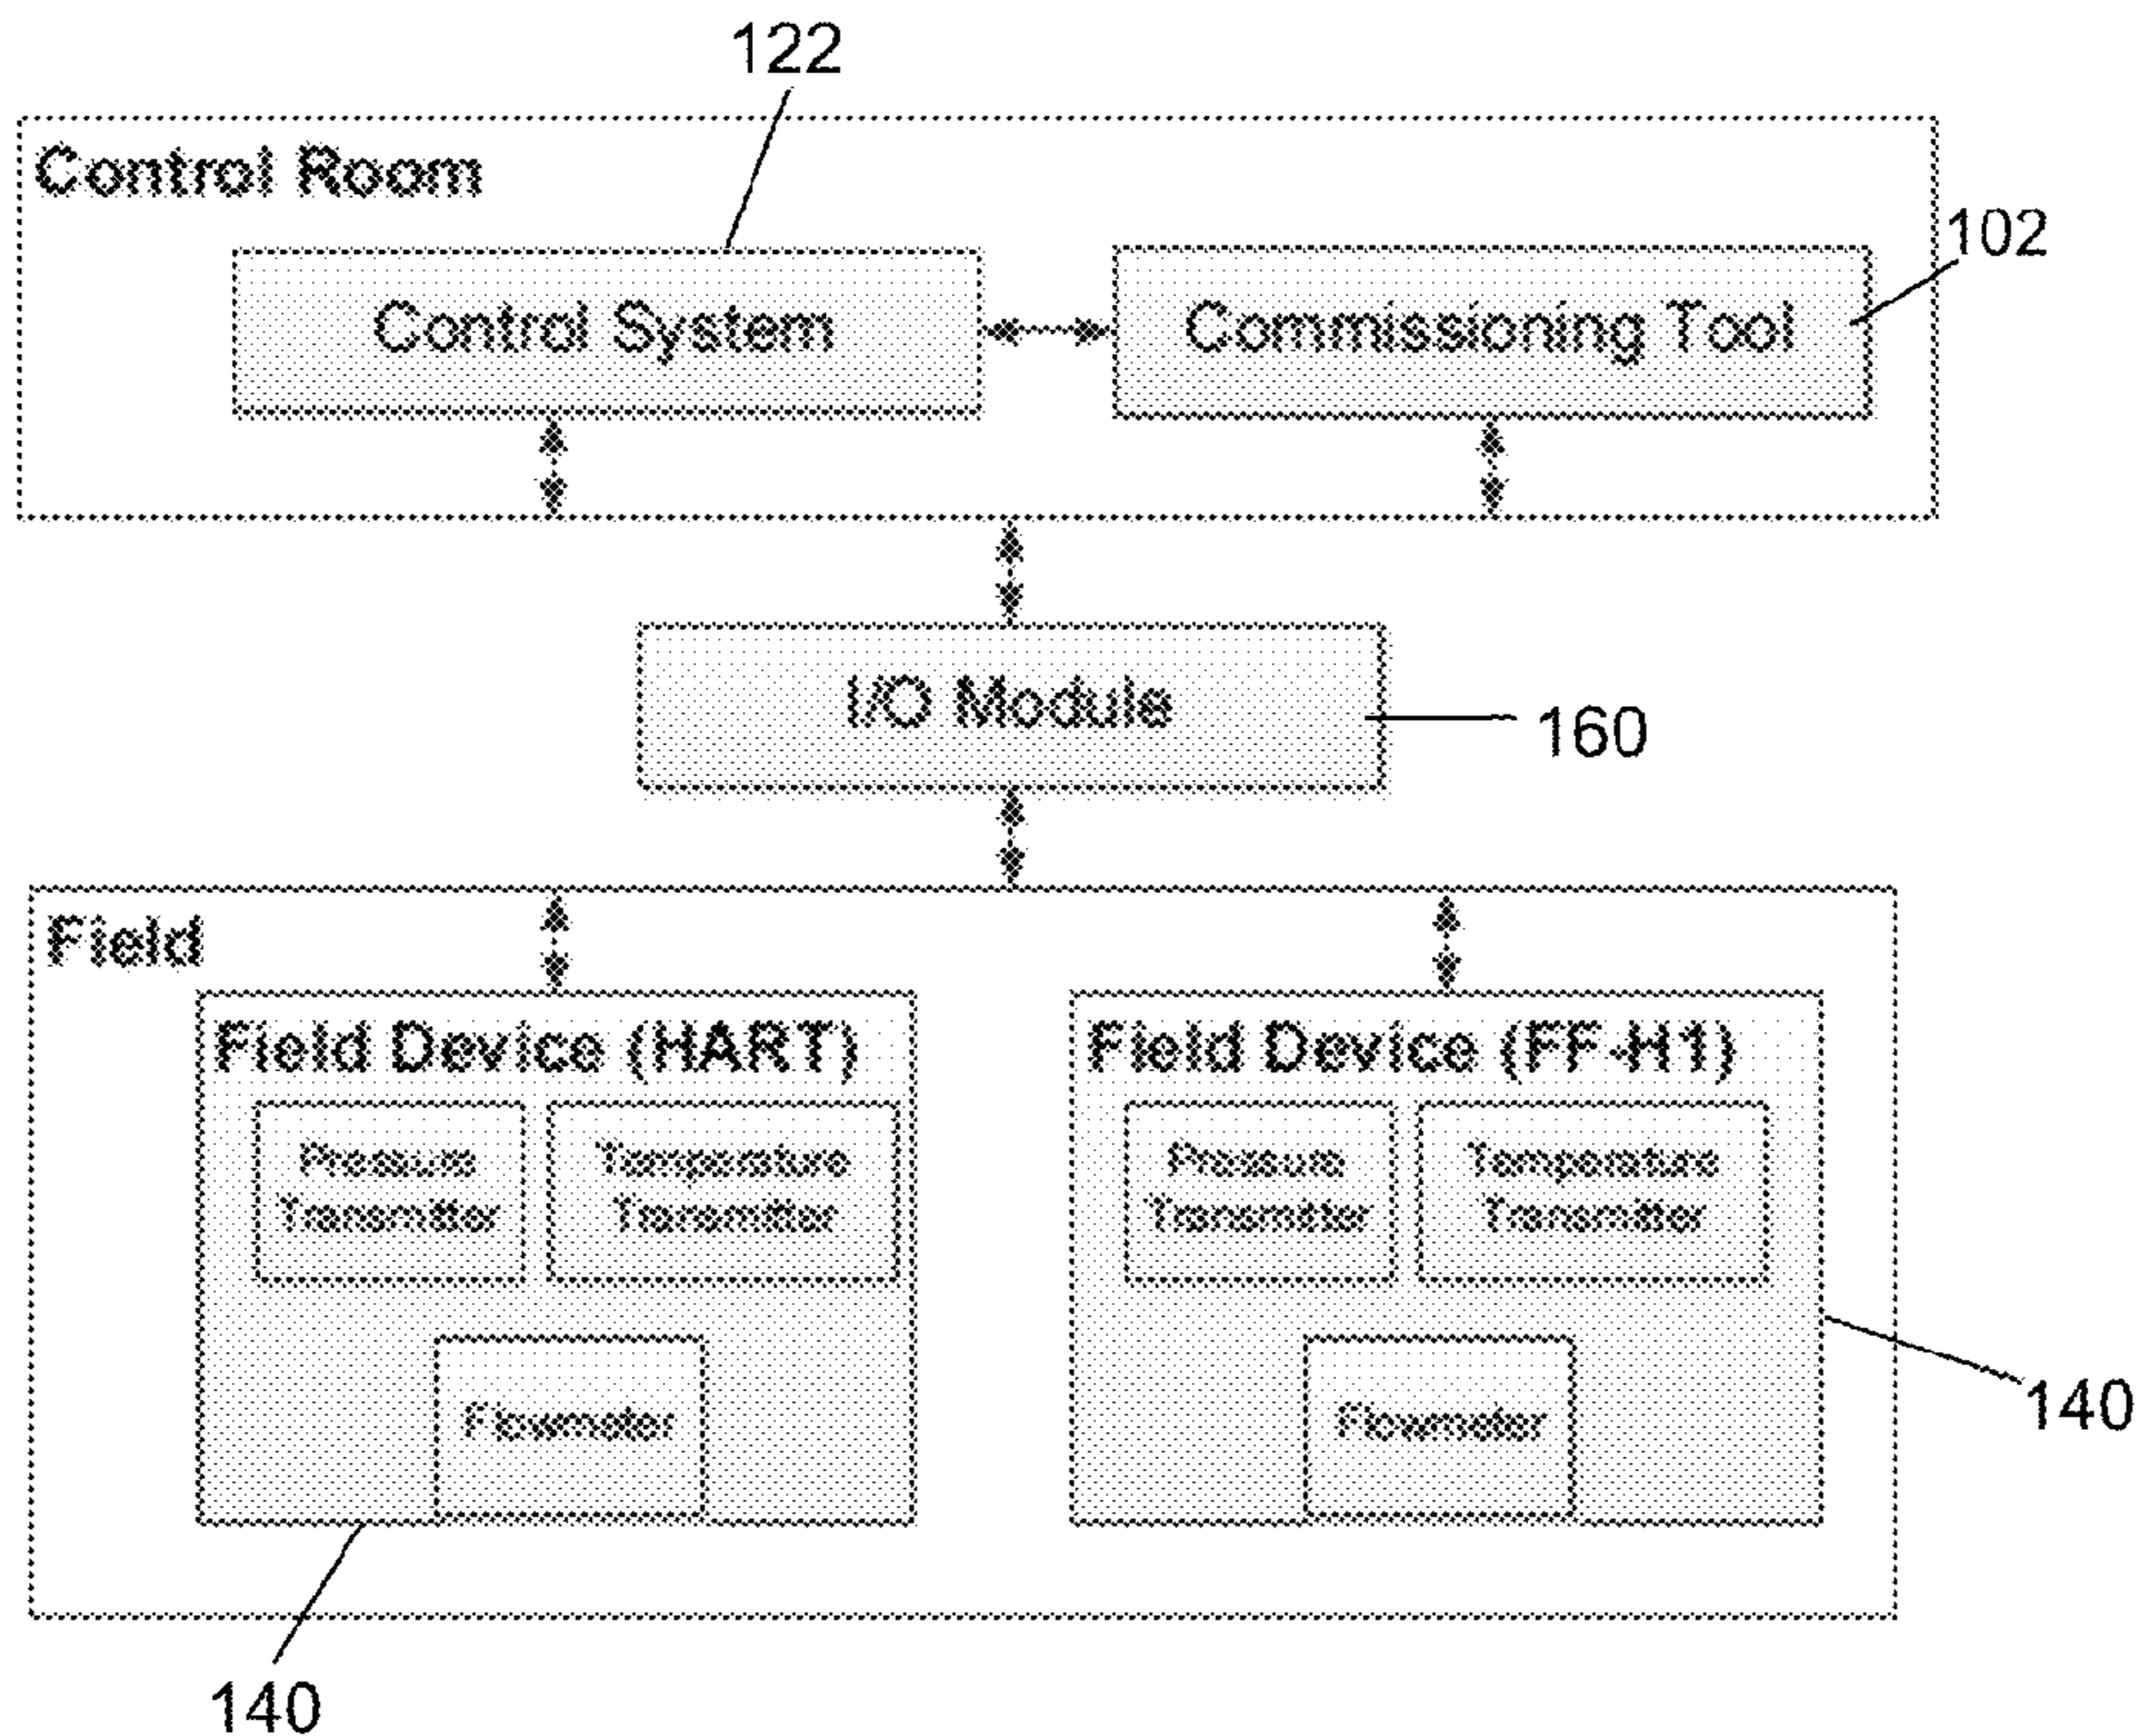 122
Control Room
102
Control System
Commissioning Tool
I/O Module
160
Field
Field Device (HART)
Pressure
Transmitter
Temperature
Transmitter
Flowmeter
Field Device (FF-H1)
Pressure
Transmitter
Temperature
Transmitter
Flowmeter
140
140